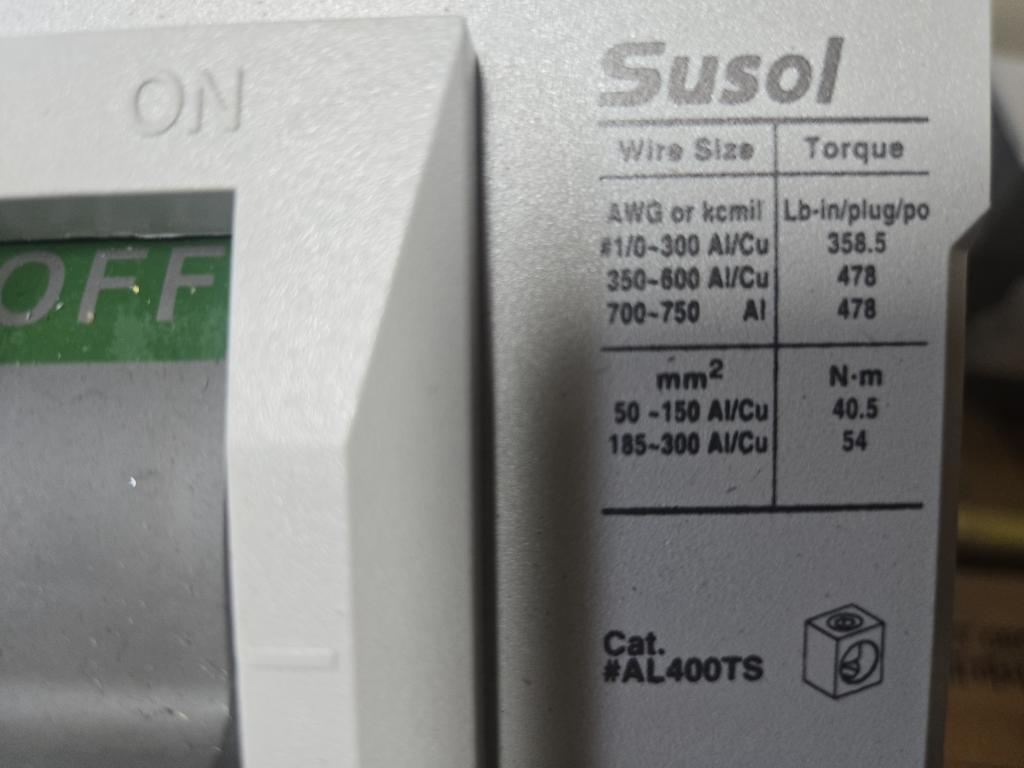 ON
OFF
Susol
Wire Size Torque
AWG or kcmil Lb-in/plug/po
#1/0~300 Al/Cu 358.5
350~600 Al/Cu 478
700~750 Al 478
mm² N·m
50 ~150 Al/Cu 40.5
185~300 Al/Cu 54
Cat.
#AL400TS